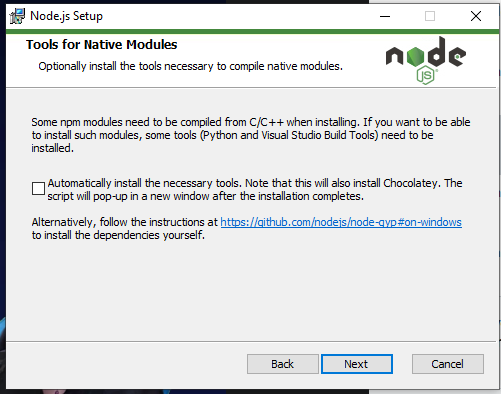 Node.js Setup
Tools for Native Modules
Optionally install the tools necessary to compile native modules.
node
JS
Some npm modules need to be compiled from C/C++ when installing. If you want to be able
to install such modules, some tools (Python and Visual Studio Build Tools) need to be
installed.
Automatically install the necessary tools. Note that this will also install Chocolatey. The
script will pop-up in a new window after the installation completes.
Alternatively, follow the instructions at https://github.com/nodejs/node-gyp#on-windows
to install the dependencies yourself.
Back Next Cancel